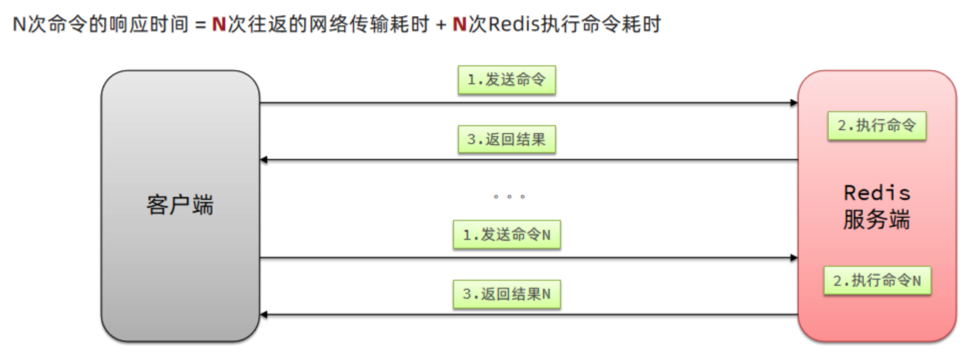 N次命令的响应时间 = N次往返的网络传输耗时 + N次Redis执行命令耗时
1.发送命令
2.执行命令
3.返回结果
客户端
。。。
Redis
服务端
1.发送命令N
2.执行命令N
3.返回结果N